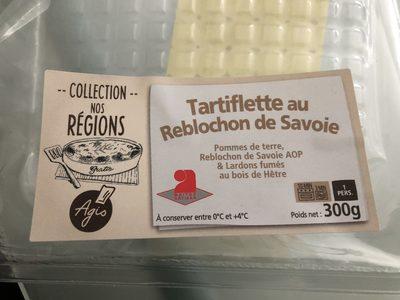 -- COLLECTION --
NOS
RÉGIONS
Gratin
Agis
Tartiflette au
Reblochon de Savoie
Pommes de terre,
Reblochon de Savoie AOP
& Lardons fumés
au bois de Hêtre
À conserver entre 0°C et +4°C
1
PERS.
Poids net : 300g